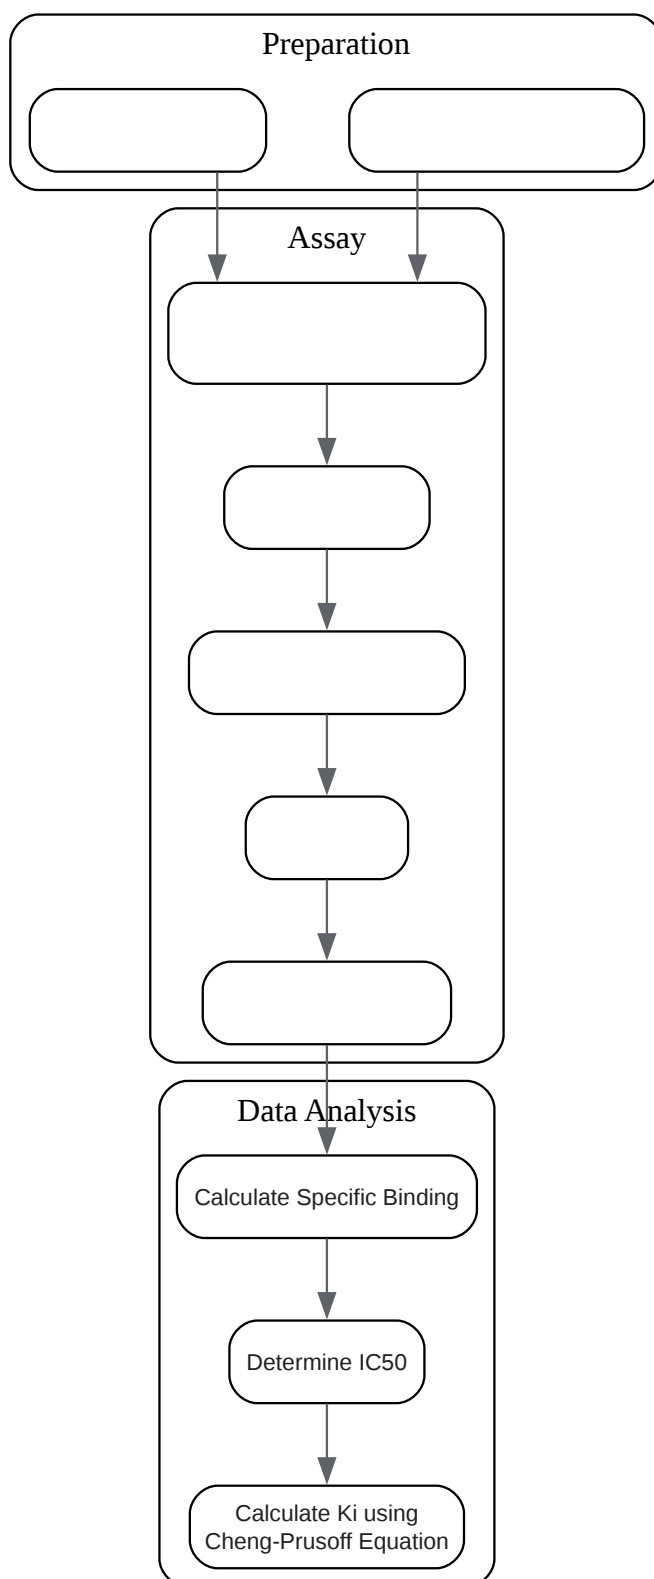 Preparation
Assay
Data Analysis
Calculate Specific Binding
Determine IC50
Calculate Ki using
Cheng-Prusoff Equation